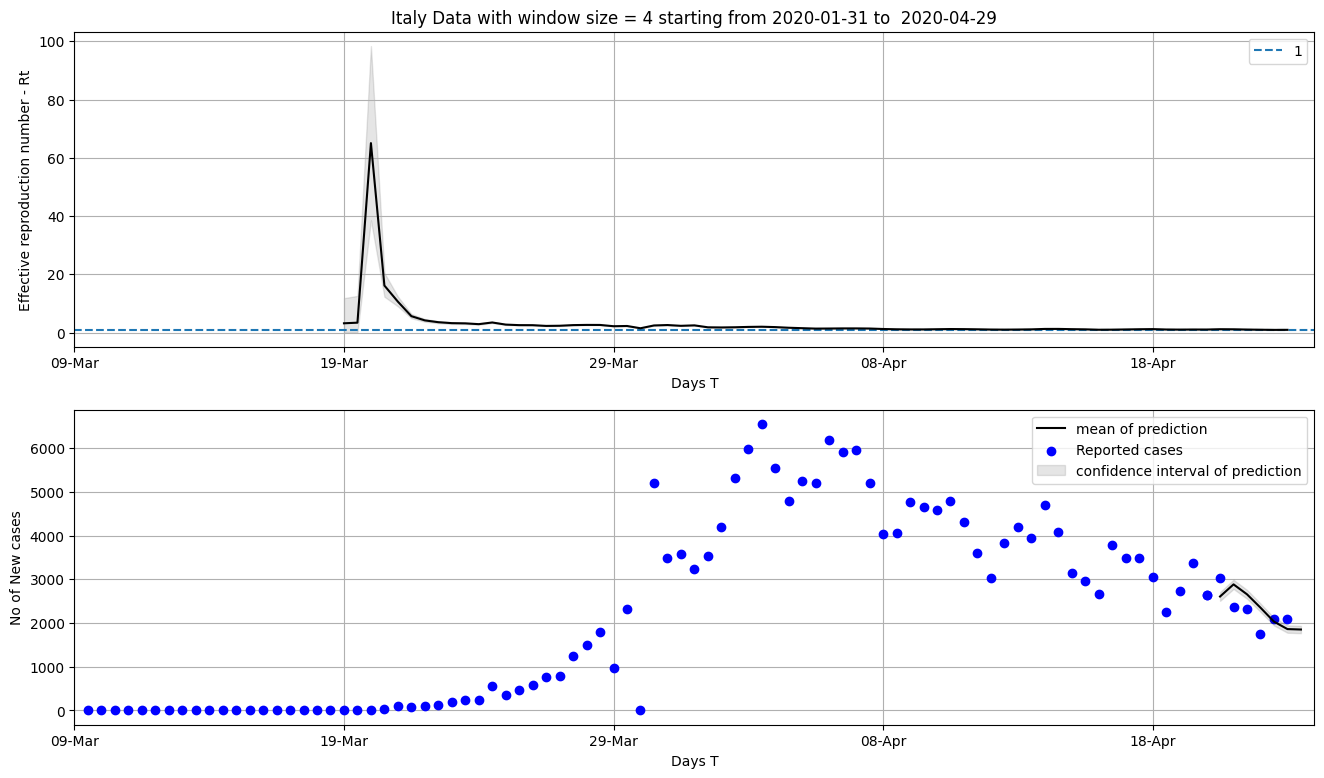 Italy Data with window size = 4 starting from 2020-01-31 to  2020-04-29
100
80
60
40
20
0
Effective reproduction number - Rt
1
09-Mar
19-Mar
29-Mar
08-Apr
18-Apr
Days T
6000
5000
4000
3000
2000
1000
0
No of New cases
mean of prediction
Reported cases
confidence interval of prediction
09-Mar
19-Mar
29-Mar
08-Apr
18-Apr
Days T